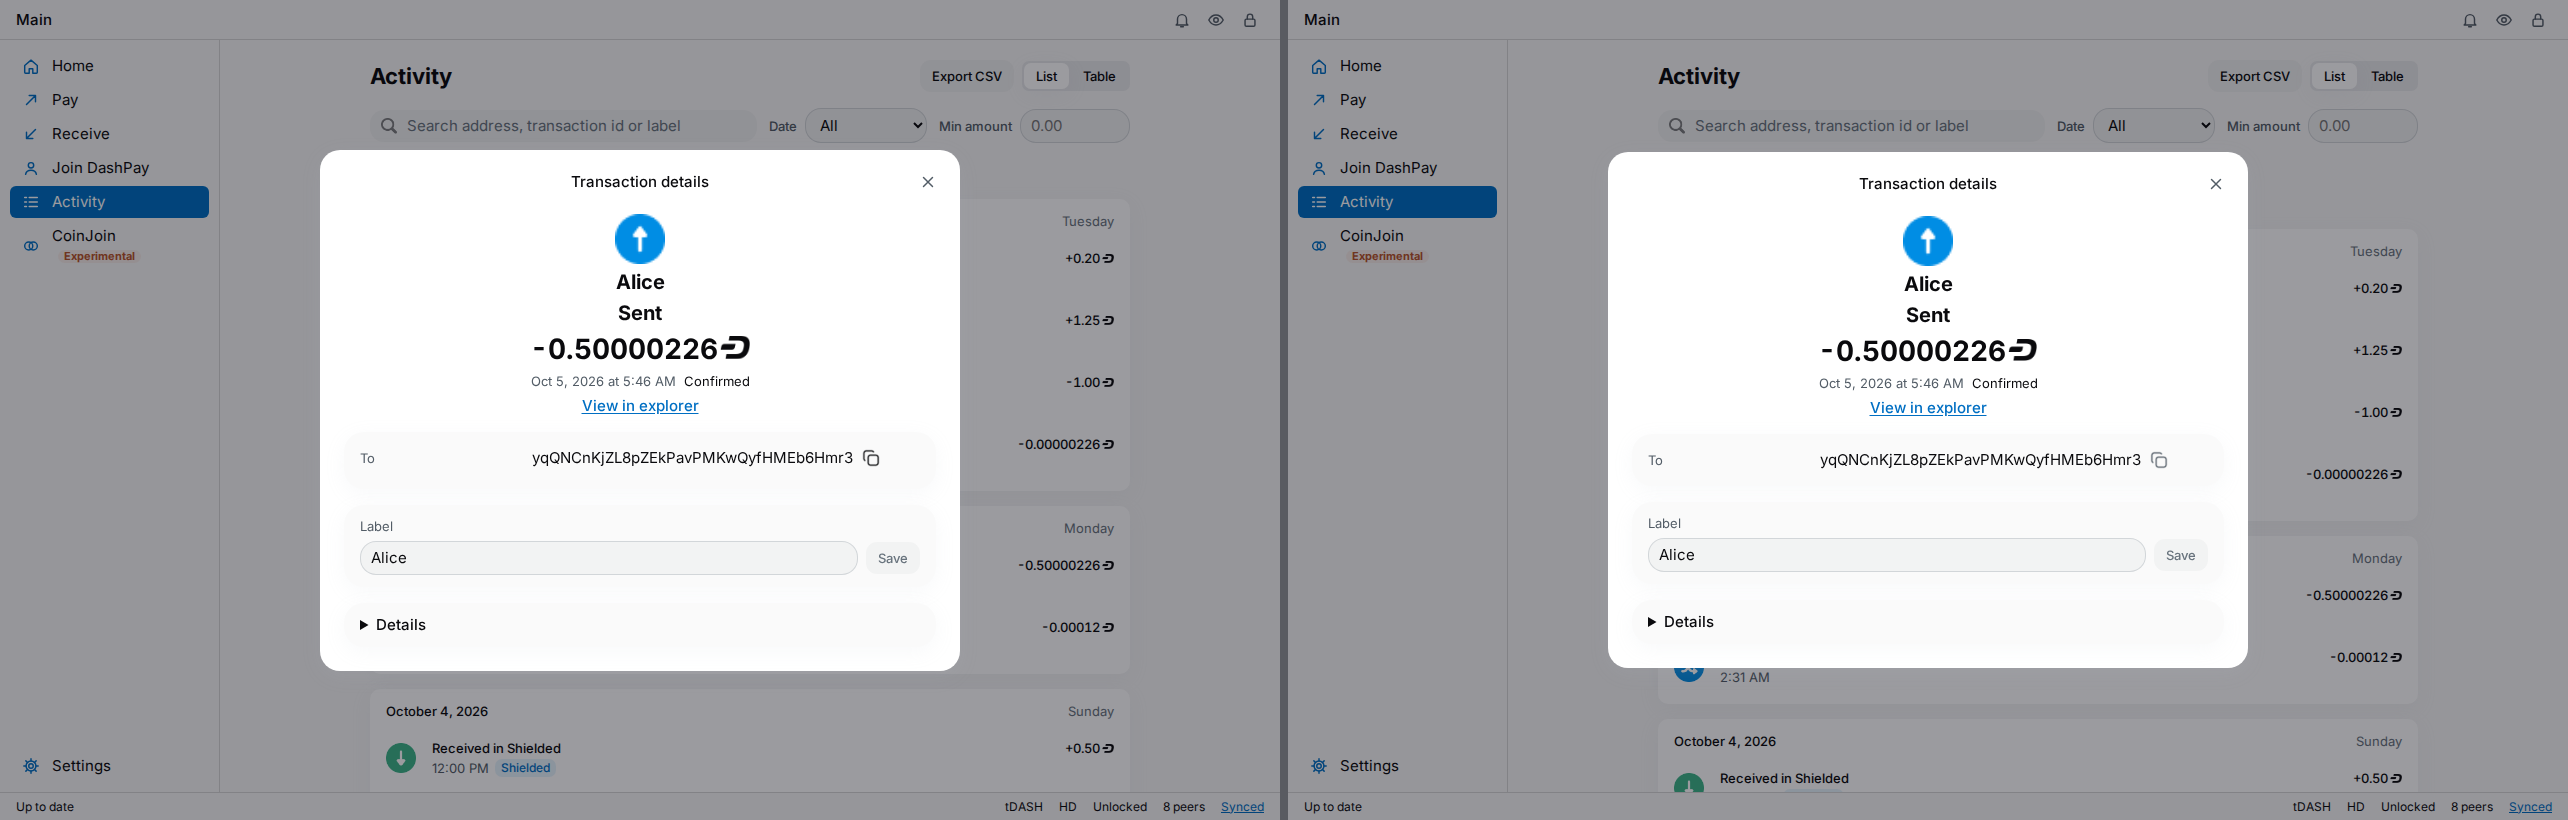 Main
Home
Pay
Receive
Join DashPay
Activity
CoinJoin
Experimental
Settings
Activity
Export CSV
List
Table
Search address, transaction id or label
Date
All
Min amount
0.00
Tuesday
+0.20
+1.25
-1.00
-0.00000226
Monday
-0.50000226
-0.00012
October 4, 2026
Sunday
Received in Shielded
+0.50
12:00 PM
Shielded
Transaction details
Alice
Sent
-0.50000226
Oct 5, 2026 at 5:46 AM Confirmed
View in explorer
To
yqQNCnKjZL8pZEkPavPMKwQyfHMEb6Hmr3
Label
Alice
Save
Details
Up to date
tDASH
HD
Unlocked
8 peers
Synced
Main
Home
Pay
Receive
Join DashPay
Activity
CoinJoin
Experimental
Settings
Activity
Export CSV
List
Table
Search address, transaction id or label
Date
All
Min amount
0.00
Tuesday
+0.20
+1.25
-1.00
-0.00000226
Monday
-0.50000226
-0.00012
2:31 AM
October 4, 2026
Sunday
Received in Shielded
+0.50
Transaction details
Alice
Sent
-0.50000226
Oct 5, 2026 at 5:46 AM Confirmed
View in explorer
To
yqQNCnKjZL8pZEkPavPMKwQyfHMEb6Hmr3
Label
Alice
Save
Details
Up to date
tDASH
HD
Unlocked
8 peers
Synced